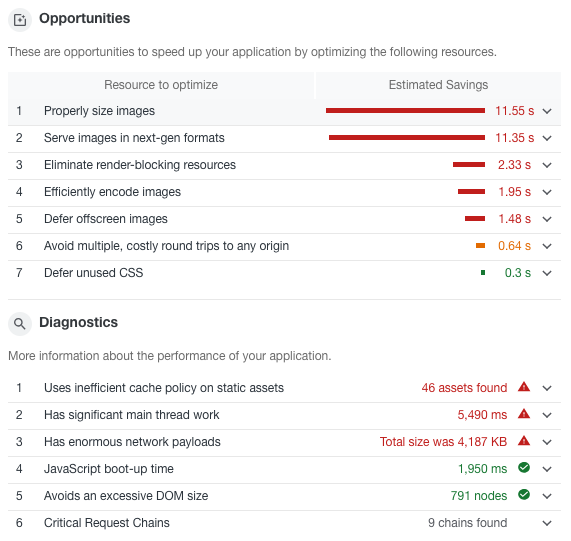 Opportunities
These are opportunities to speed up your application by optimizing the following resources.
Resource to optimize Estimated Savings
1 Properly size images 11.55 s
2 Serve images in next-gen formats 11.35 s
3 Eliminate render-blocking resources 2.33 s
4 Efficiently encode images 1.95 s
5 Defer offscreen images 1.48 s
6 Avoid multiple, costly round trips to any origin 0.64 s
7 Defer unused CSS 0.3 s
Diagnostics
More information about the performance of your application.
1 Uses inefficient cache policy on static assets 46 assets found
2 Has significant main thread work 5,490 ms
3 Has enormous network payloads Total size was 4,187 KB
4 JavaScript boot-up time 1,950 ms
5 Avoids an excessive DOM size 791 nodes
6 Critical Request Chains 9 chains found